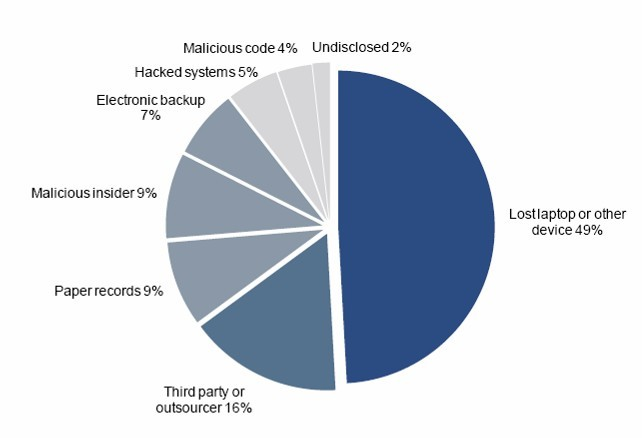 Malicious code 4%
Undisclosed 2%
Hacked systems 5%
Electronic backup
7%
Malicious insider 9%
Lost laptop or other
device 49%
Paper records 9%
Third party or
outsourcer 16%